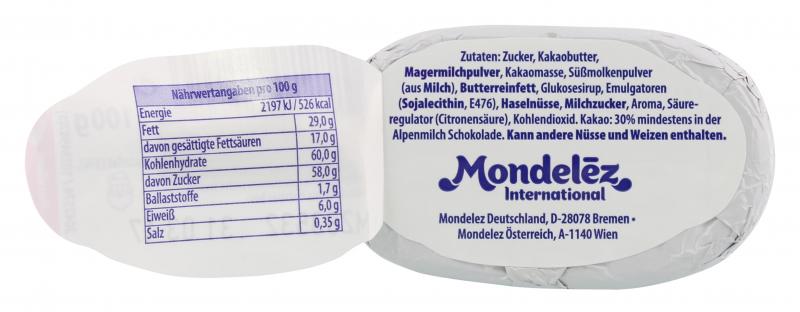 Nährwertangaben pro 100 g
Energie 2197 kJ / 526 kcal
Fett 29,0 g
davon gesättigte Fettsäuren 17,0 g
Kohlenhydrate 60,0 g
davon Zucker 58,0 g
Ballaststoffe 1,7 g
Eiweiß 6,0 g
Salz 0,35 g
Zutaten: Zucker, Kakaobutter,
Magermilchpulver, Kakaomasse, Süßmolkenpulver
(aus Milch), Butterreinfett, Glukosesirup, Emulgatoren
(Sojalecithin, E476), Haselnüsse, Milchzucker, Aroma, Säure-
regulator (Citronensäure), Kohlendioxid. Kakao: 30% mindestens in der
Alpenmilch Schokolade. Kann andere Nüsse und Weizen enthalten.
Mondelēz
International
Mondelez Deutschland, D-28078 Bremen •
Mondelez Österreich, A-1140 Wien